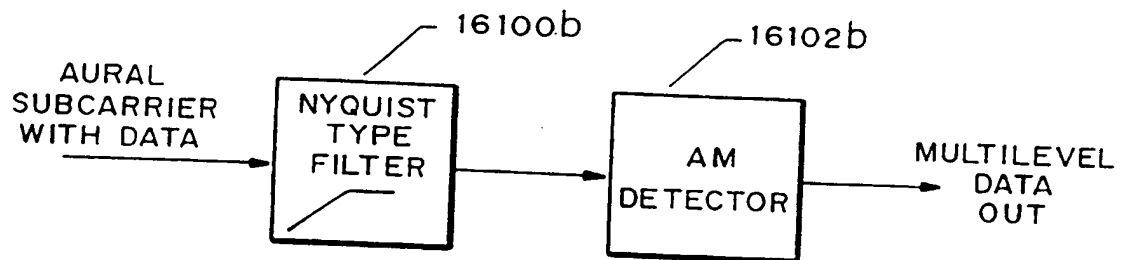 16100b
16102b
AURAL
SUBCARRIER
WITH DATA
NYQUIST
TYPE
FILTER
AM
DETECTOR
MULTILEVEL
DATA
OUT